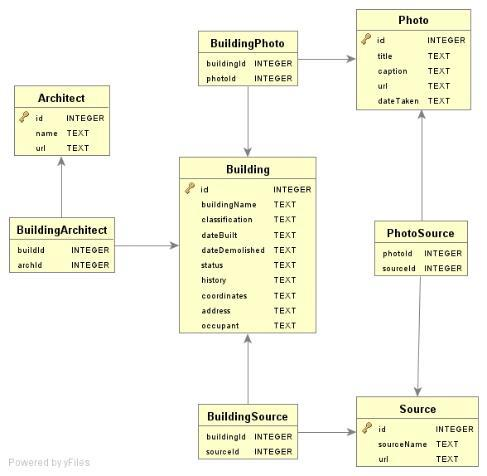 Photo
id INTEGER
title TEXT
caption TEXT
url TEXT
dateTaken TEXT
BuildingPhoto
buildingId INTEGER
photoId INTEGER
Architect
id INTEGER
name TEXT
url TEXT
Building
id INTEGER
buildingName TEXT
classification TEXT
dateBuilt TEXT
dateDemolished TEXT
status TEXT
history TEXT
coordinates TEXT
address TEXT
occupant TEXT
BuildingArchitect
buildId INTEGER
archId INTEGER
PhotoSource
photoId INTEGER
sourceId INTEGER
BuildingSource
buildingId INTEGER
sourceId INTEGER
Source
id INTEGER
sourceName TEXT
url TEXT
Powered by yFiles